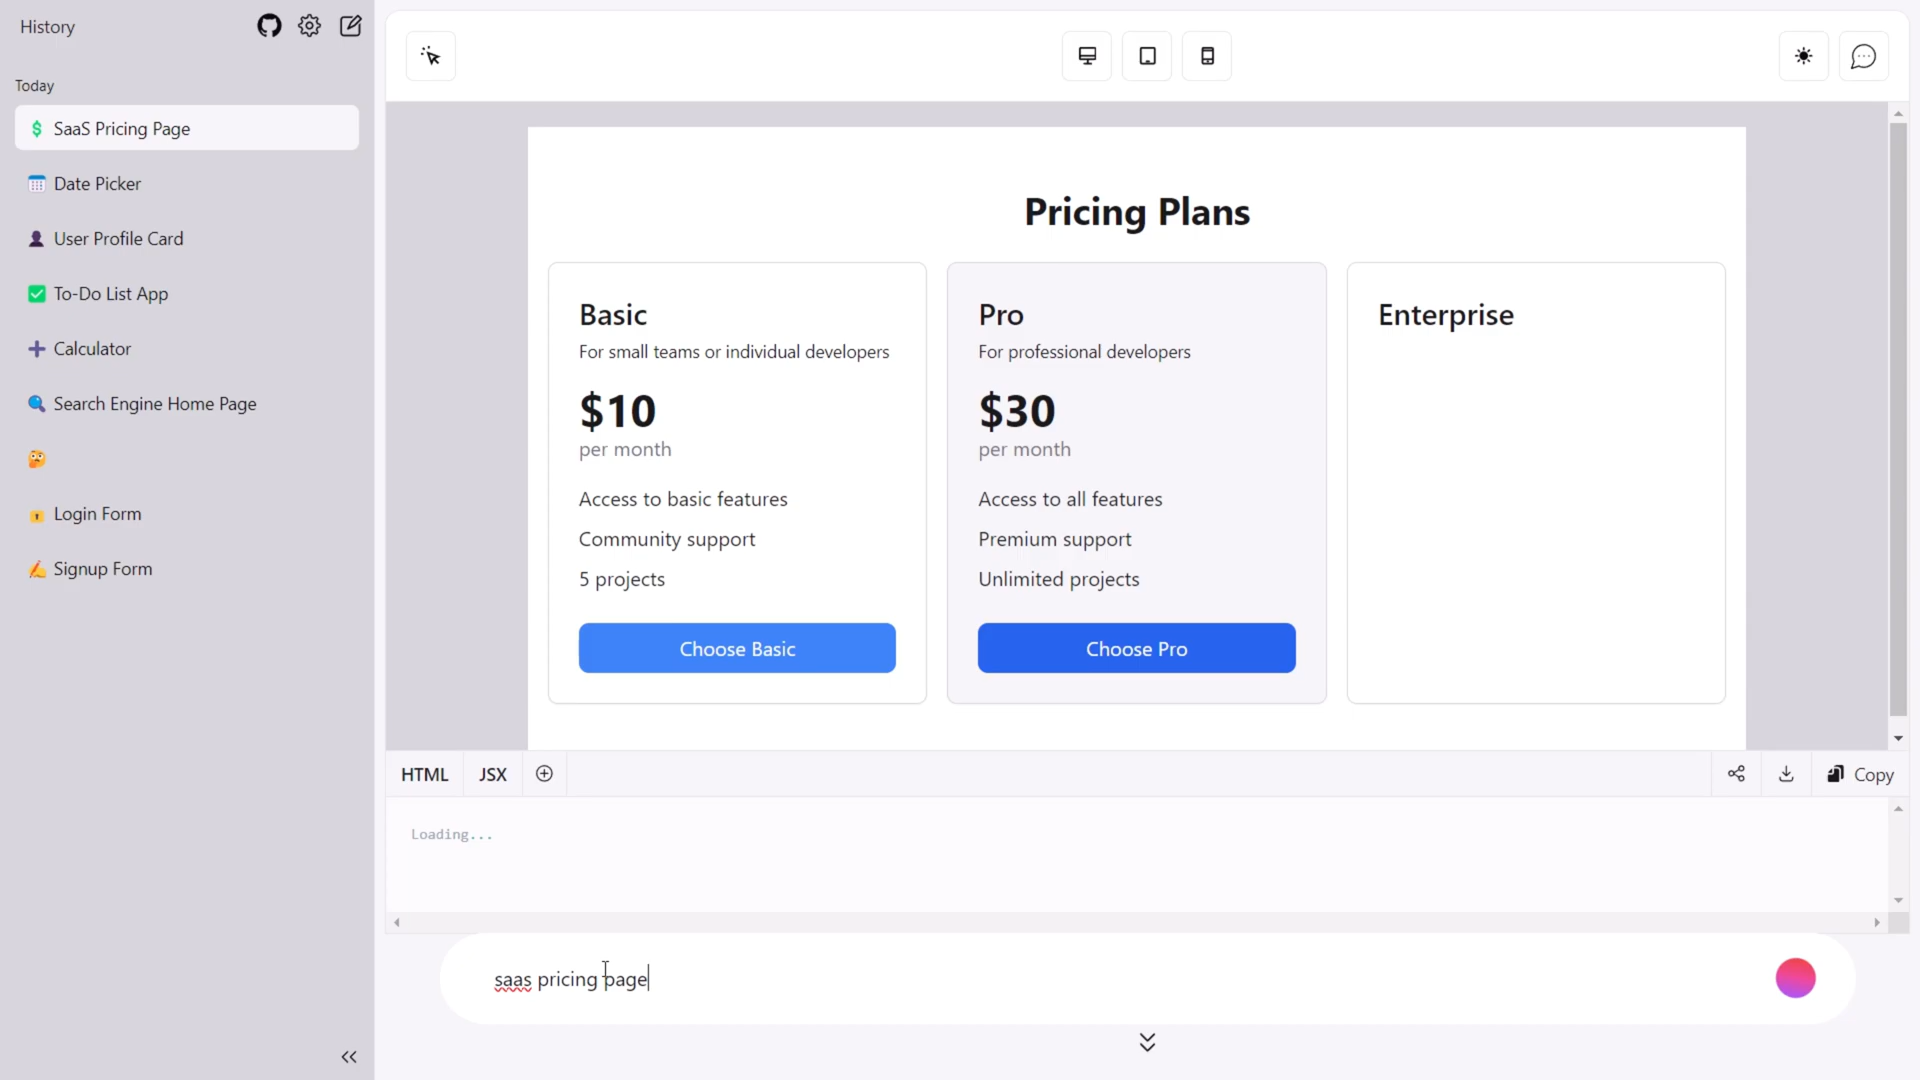 History
Today
SaaS Pricing Page
Date Picker
User Profile Card
To-Do List App
Calculator
Search Engine Home Page
Login Form
Signup Form
Pricing Plans
Basic
For small teams or individual developers
$10
per month
Access to basic features
Community support
5 projects
Choose Basic
Pro
For professional developers
$30
per month
Access to all features
Premium support
Unlimited projects
Choose Pro
Enterprise
HTML JSX
Copy
Loading...
saas pricing page